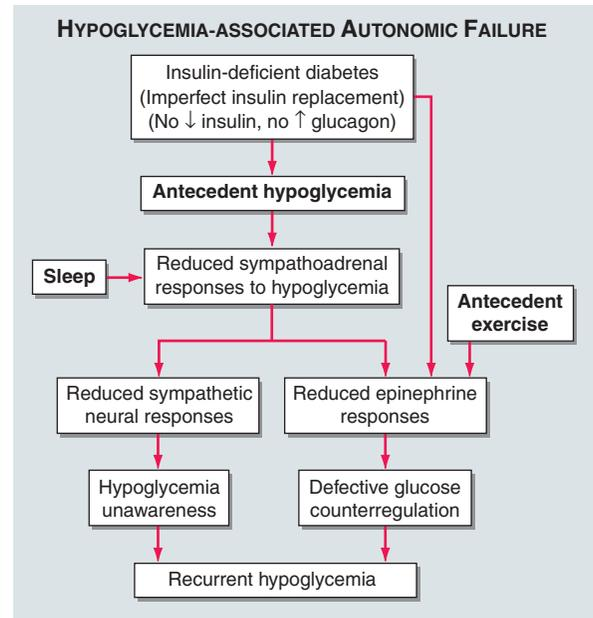 HYPOGLYCEMIA-ASSOCIATED AUTONOMIC FAILURE
Insulin-deficient diabetes
(Imperfect insulin replacement)
(No ↓ insulin, no ↑ glucagon)
Antecedent hypoglycemia
Sleep
Reduced sympathoadrenal
responses to hypoglycemia
Antecedent
exercise
Reduced sympathetic
neural responses
Reduced epinephrine
responses
Hypoglycemia
unawareness
Defective glucose
counterregulation
Recurrent hypoglycemia